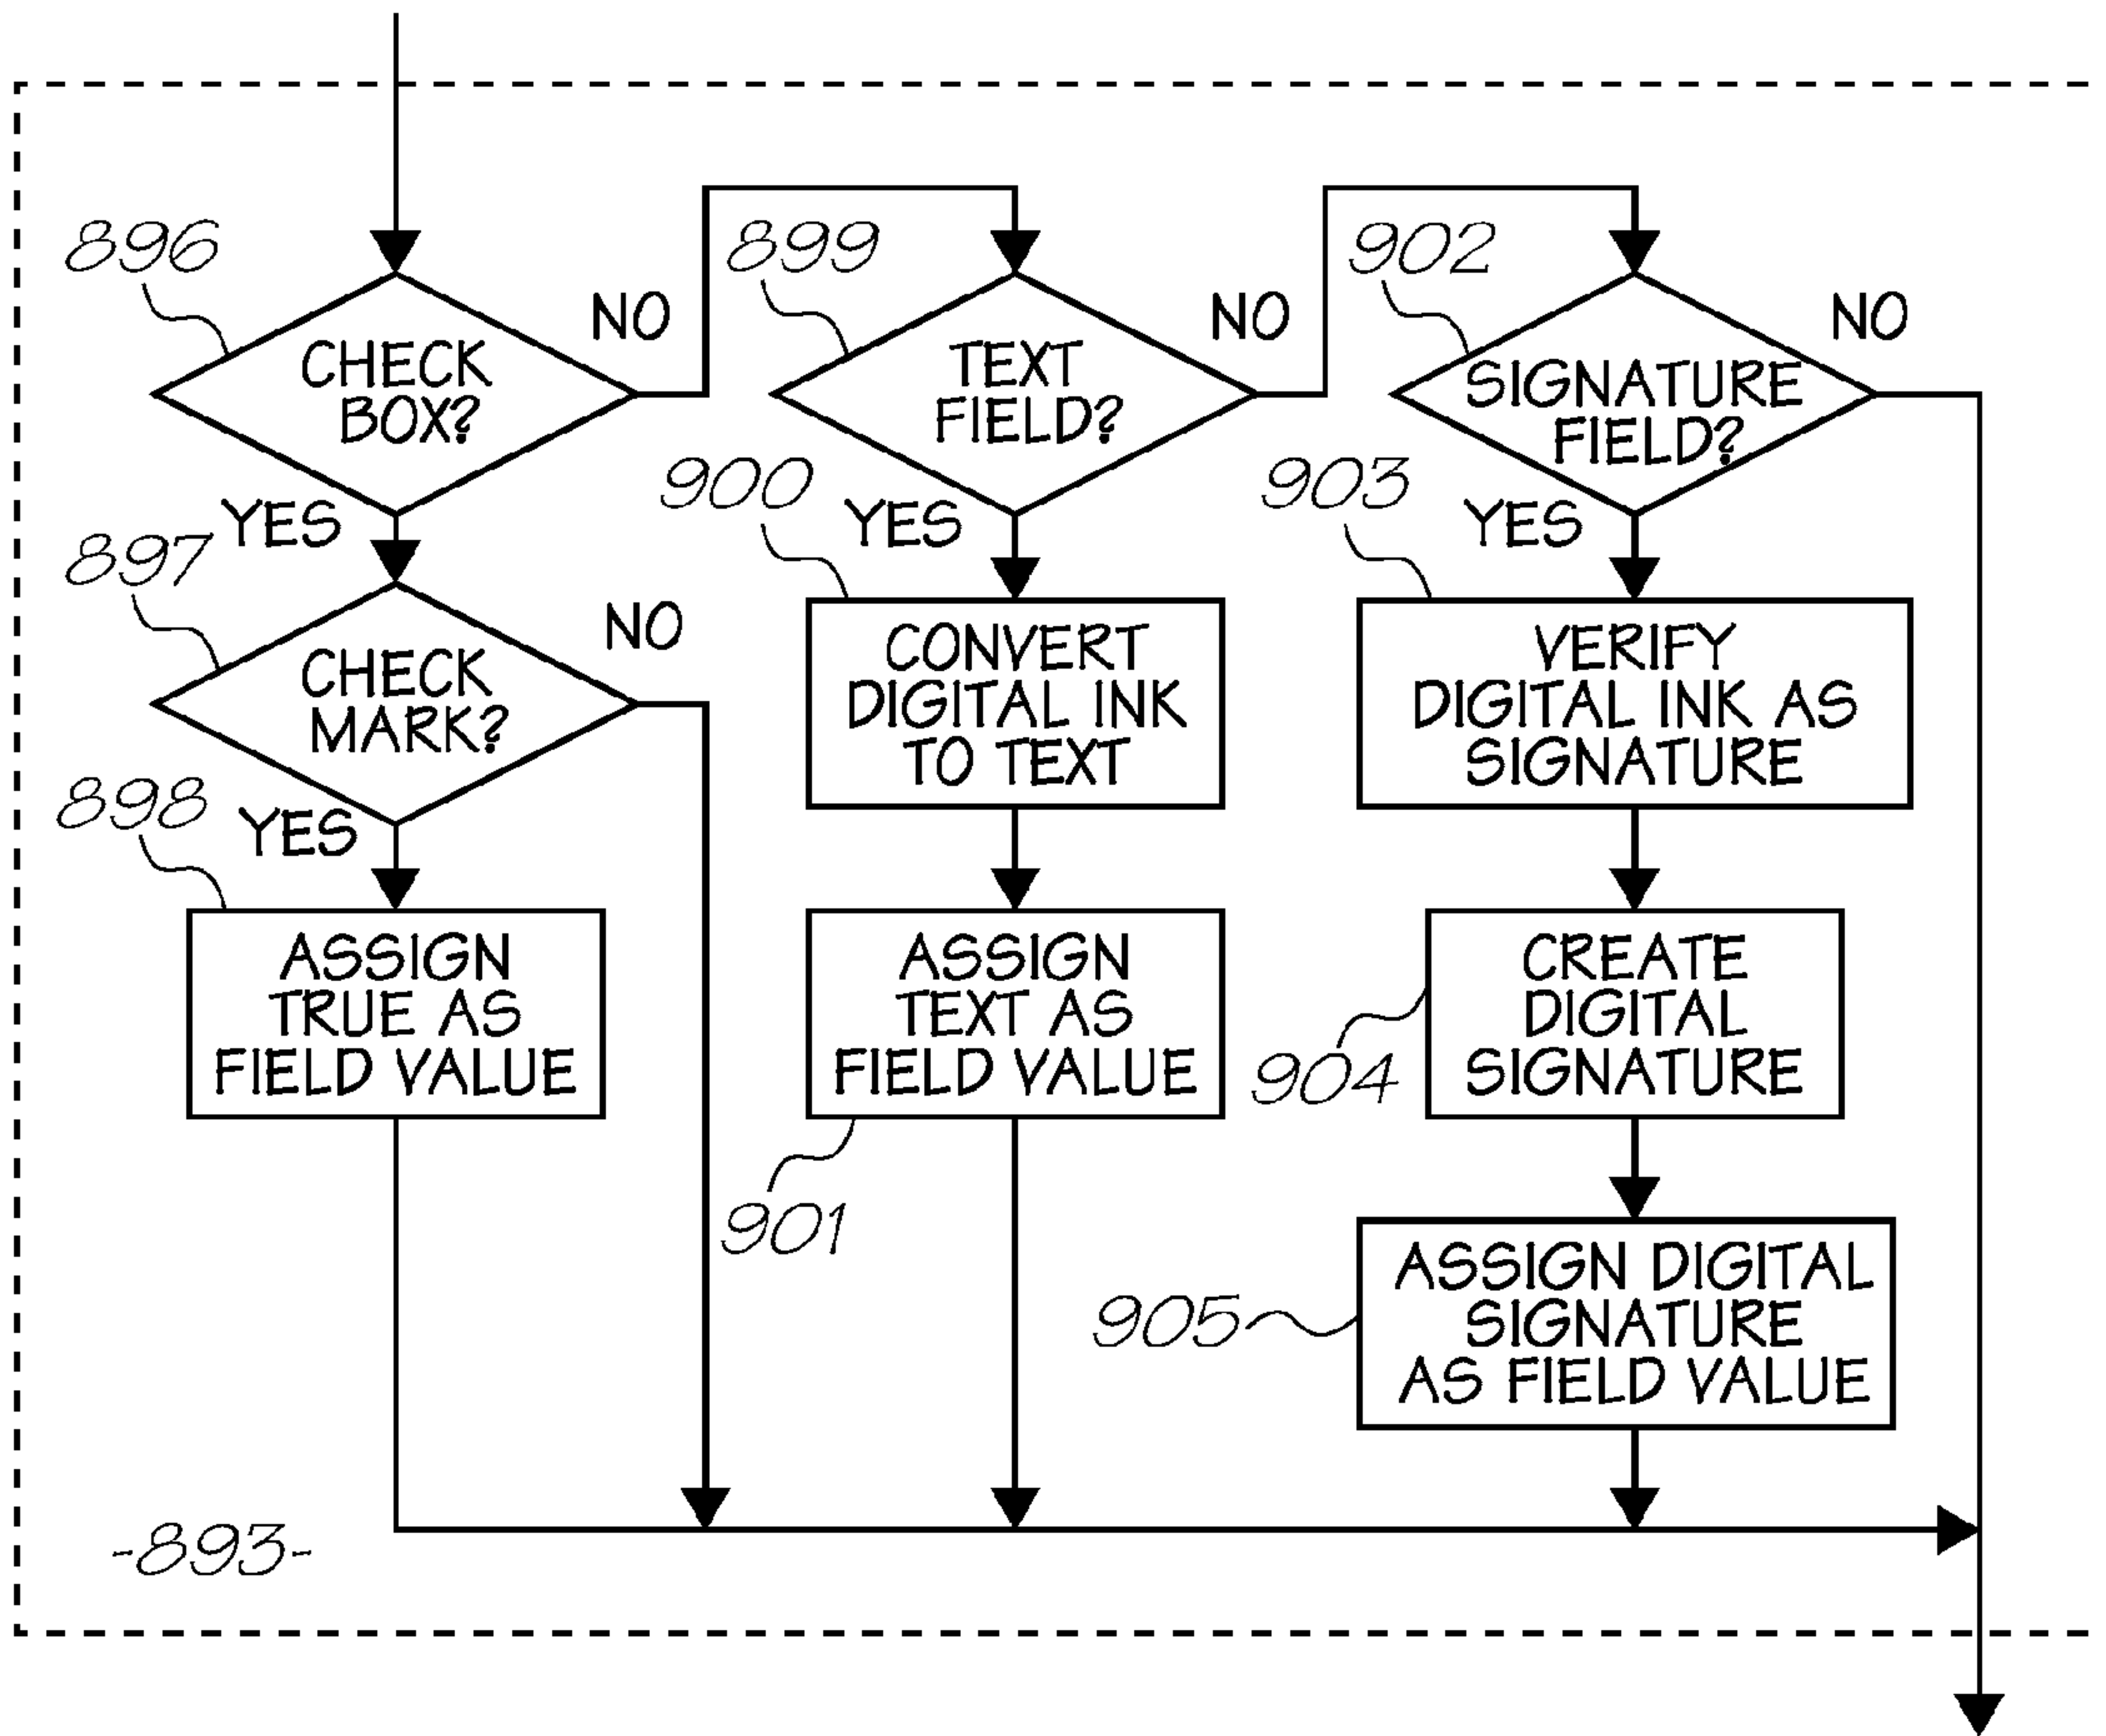 896
CHECK
BOX?
NO
YES
897
CHECK
MARK?
NO
YES
898
ASSIGN
TRUE AS
FIELD VALUE
899
TEXT
FIELD?
NO
YES
900
CONVERT
DIGITAL INK
TO TEXT
ASSIGN
TEXT AS
FIELD VALUE
901
902
SIGNATURE
FIELD?
NO
YES
903
VERIFY
DIGITAL INK AS
SIGNATURE
CREATE
DIGITAL
SIGNATURE
904
ASSIGN DIGITAL
SIGNATURE
AS FIELD VALUE
905
-893-